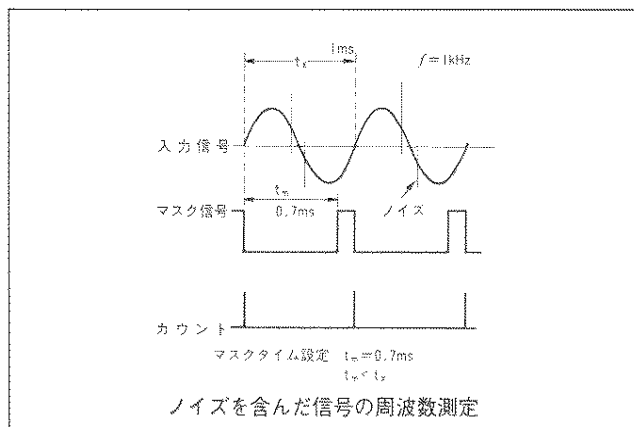 1ms
tx
f=1kHz
入力信号
tm
マスク信号
0.7ms
ノイズ
カウント
マスクタイム設定 tm=0.7ms
tm<tx
ノイズを含んだ信号の周波数測定